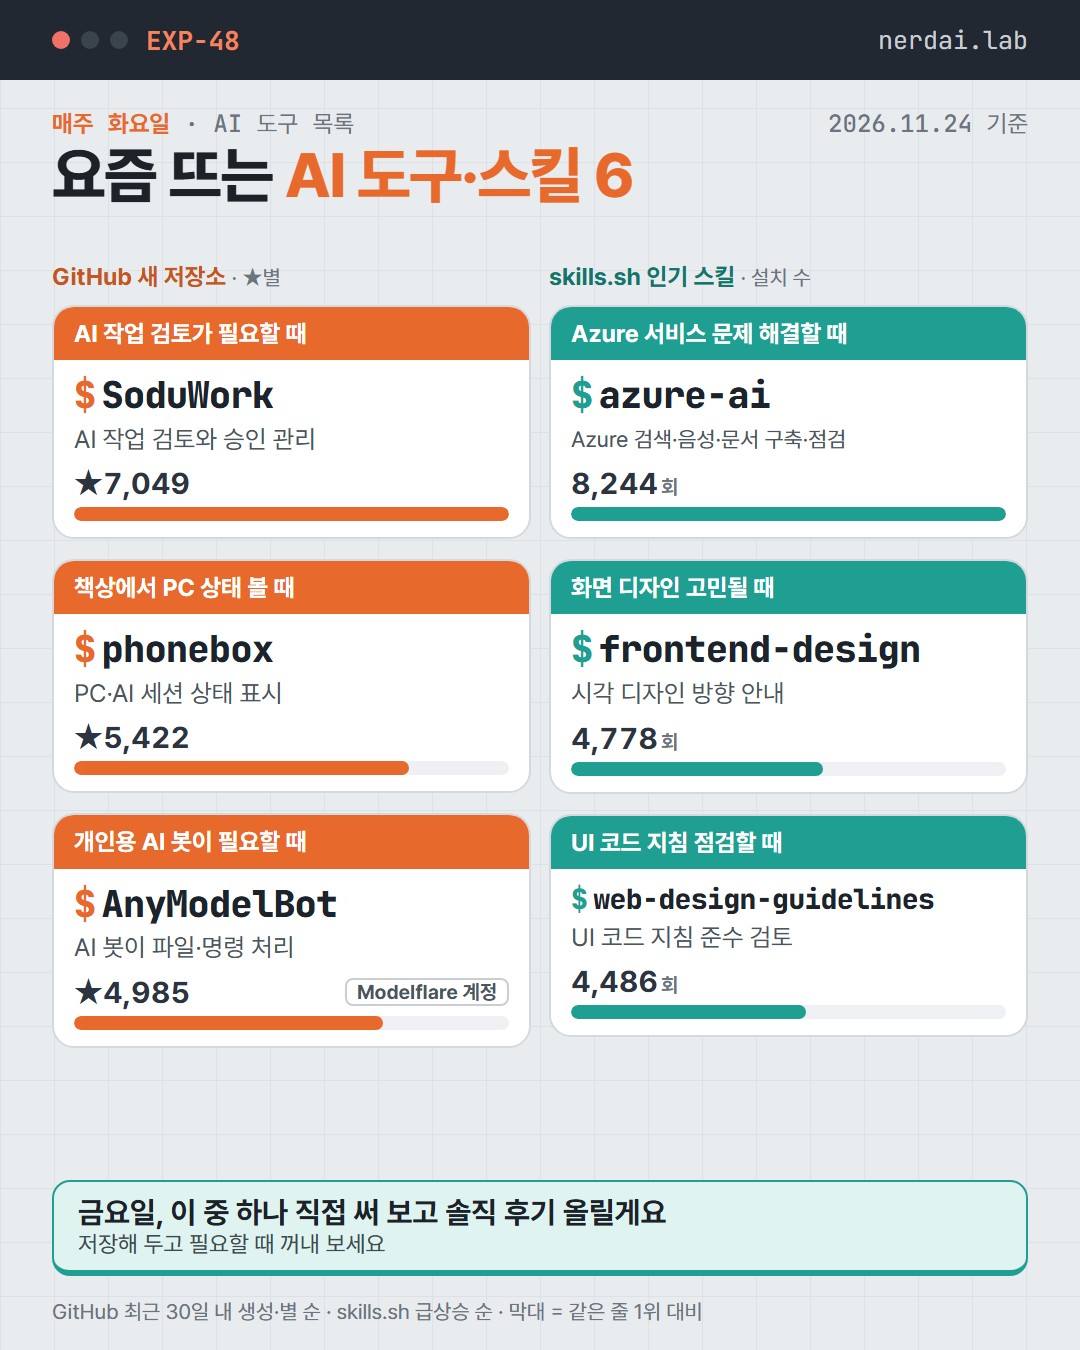 EXP-48
nerdai.lab
매주 화요일 · AI 도구 목록
2026.11.24 기준
요즘 뜨는 AI 도구·스킬 6
GitHub 새 저장소 · ★별
AI 작업 검토가 필요할 때
$ SoduWork
AI 작업 검토와 승인 관리
★7,049
책상에서 PC 상태 볼 때
$ phonebox
PC·AI 세션 상태 표시
★5,422
개인용 AI 봇이 필요할 때
$ AnyModelBot
AI 봇이 파일·명령 처리
★4,985
Modelflare 계정
skills.sh 인기 스킬 · 설치 수
Azure 서비스 문제 해결할 때
$ azure-ai
Azure 검색·음성·문서 구축·점검
8,244회
화면 디자인 고민될 때
$ frontend-design
시각 디자인 방향 안내
4,778회
UI 코드 지침 점검할 때
$ web-design-guidelines
UI 코드 지침 준수 검토
4,486회
금요일, 이 중 하나 직접 써 보고 솔직 후기 올릴게요
저장해 두고 필요할 때 꺼내 보세요
GitHub 최근 30일 내 생성·별 순 · skills.sh 급상승 순 · 막대 = 같은 줄 1위 대비